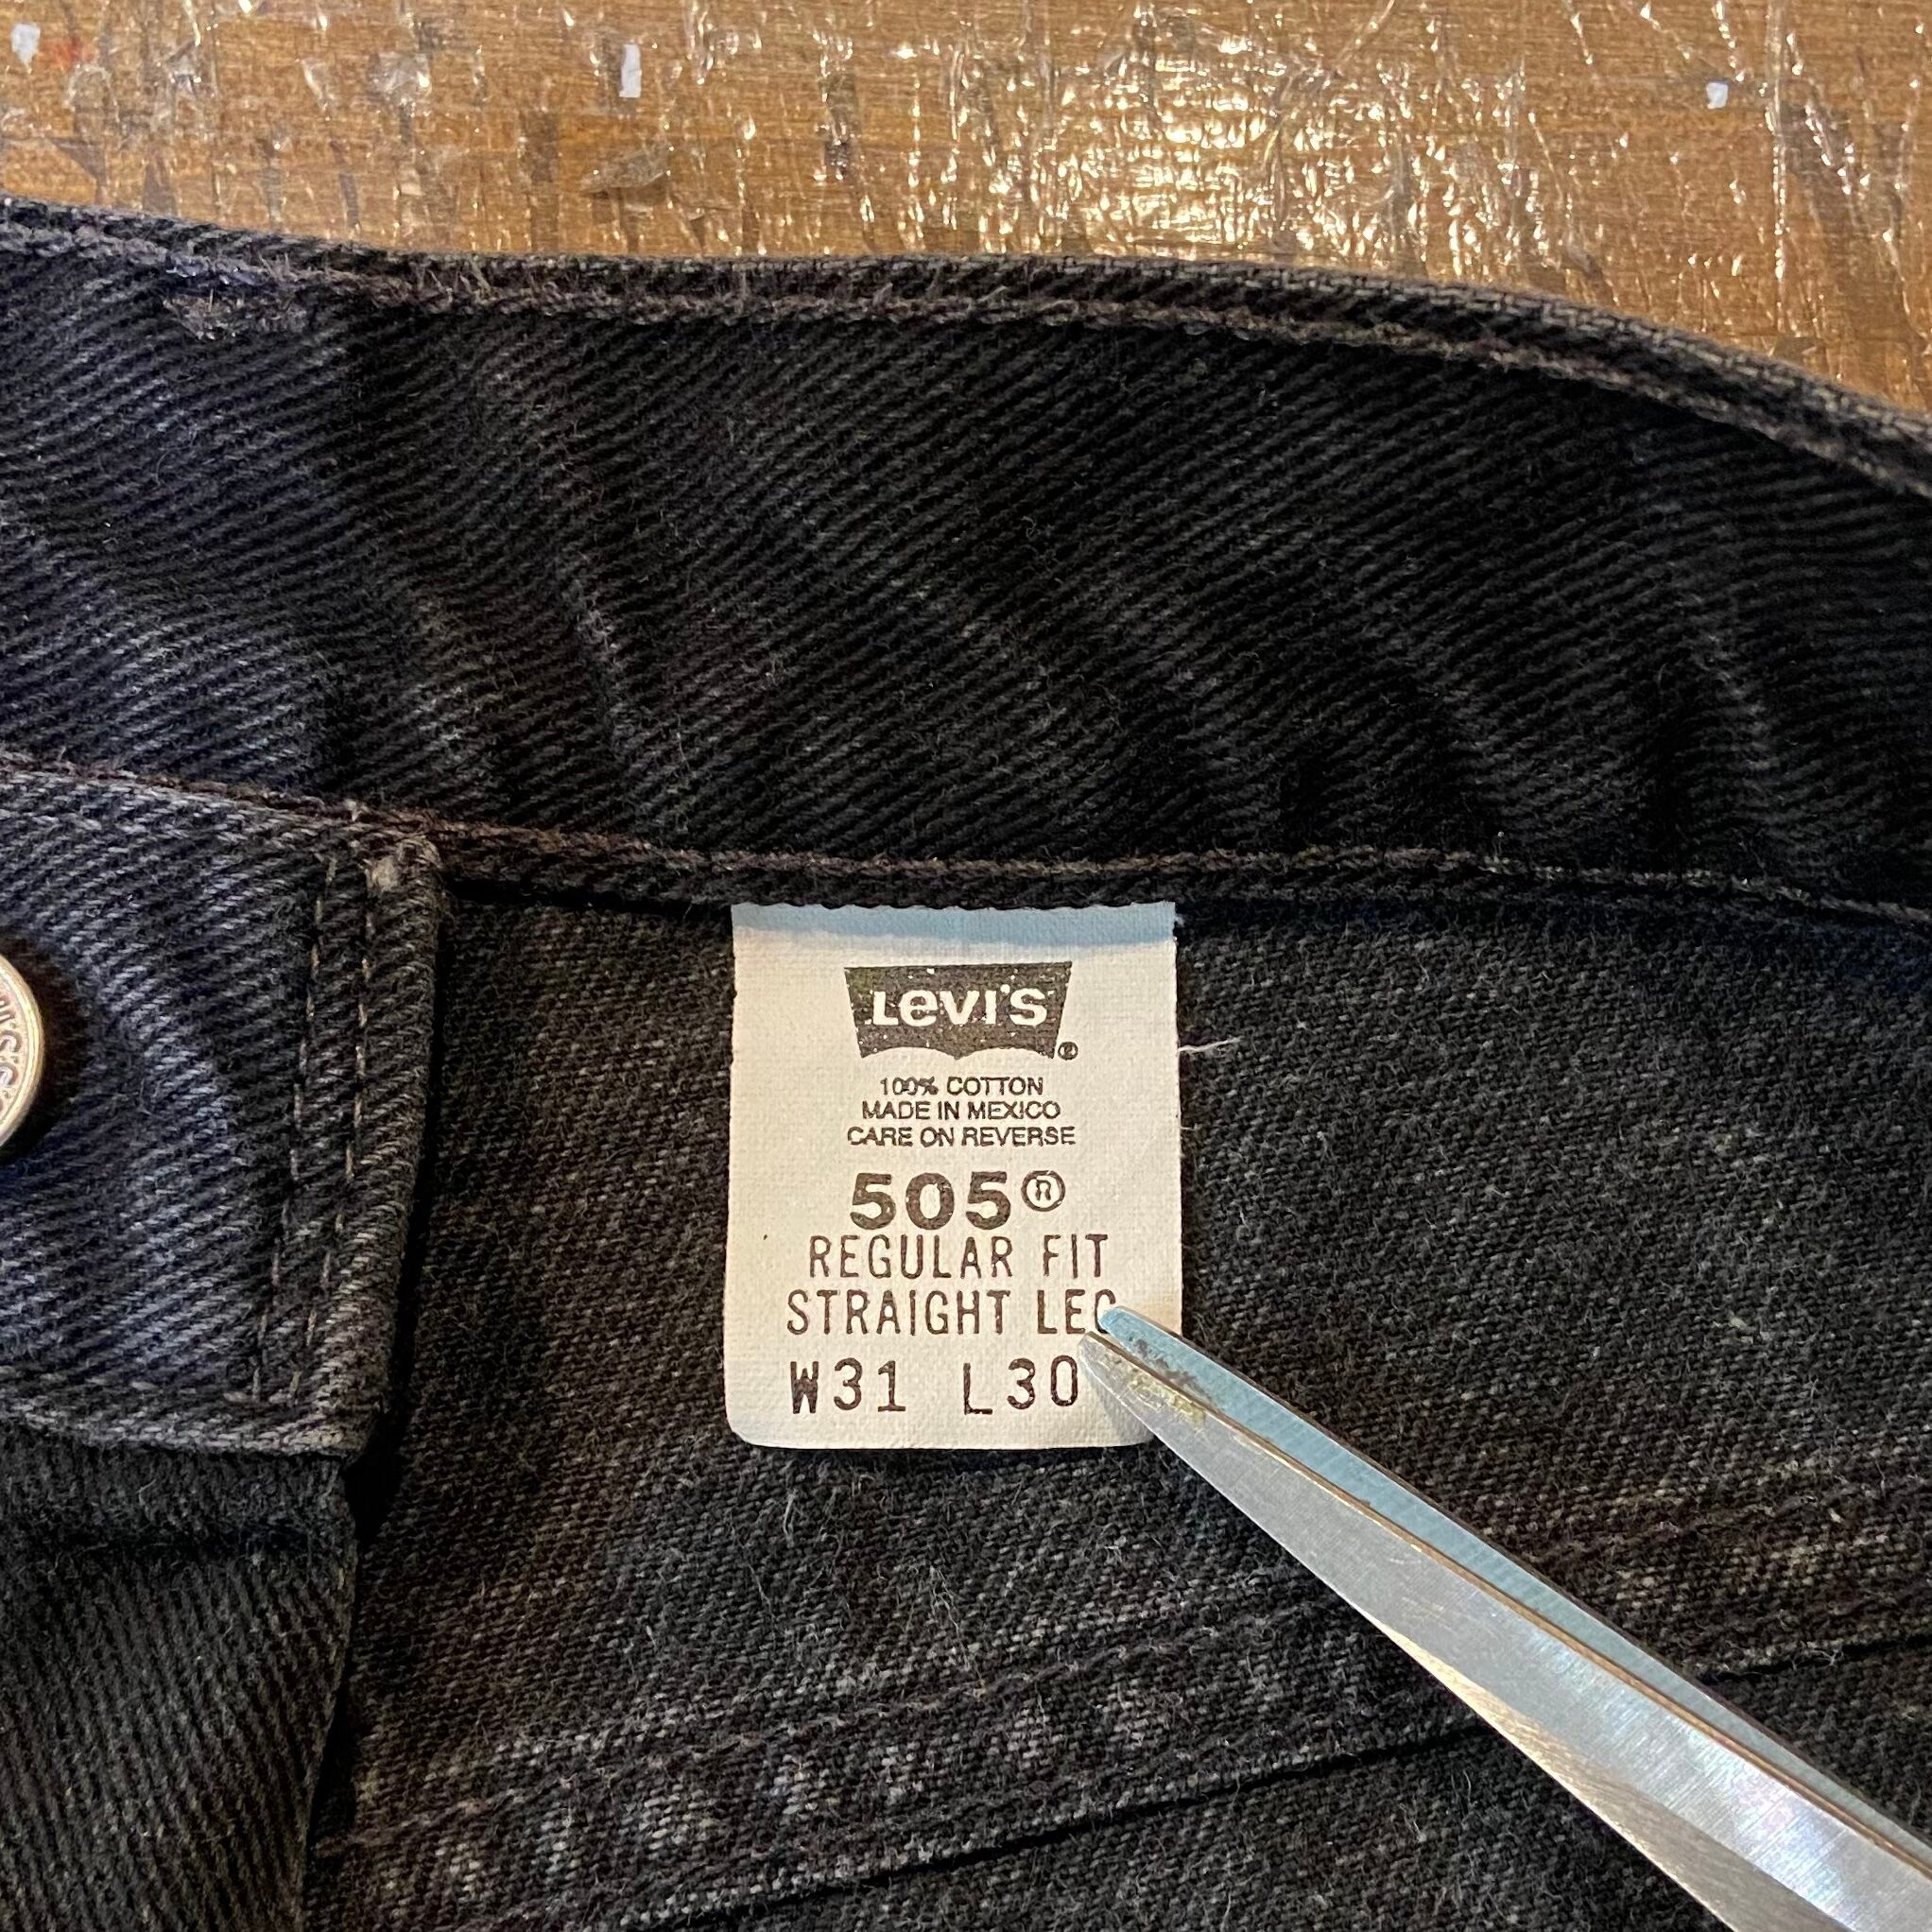 Levi's®
100% COTTON
MADE IN MEXICO
CARE ON REVERSE
505®
REGULAR FIT
STRAIGHT LEG
W31 L30